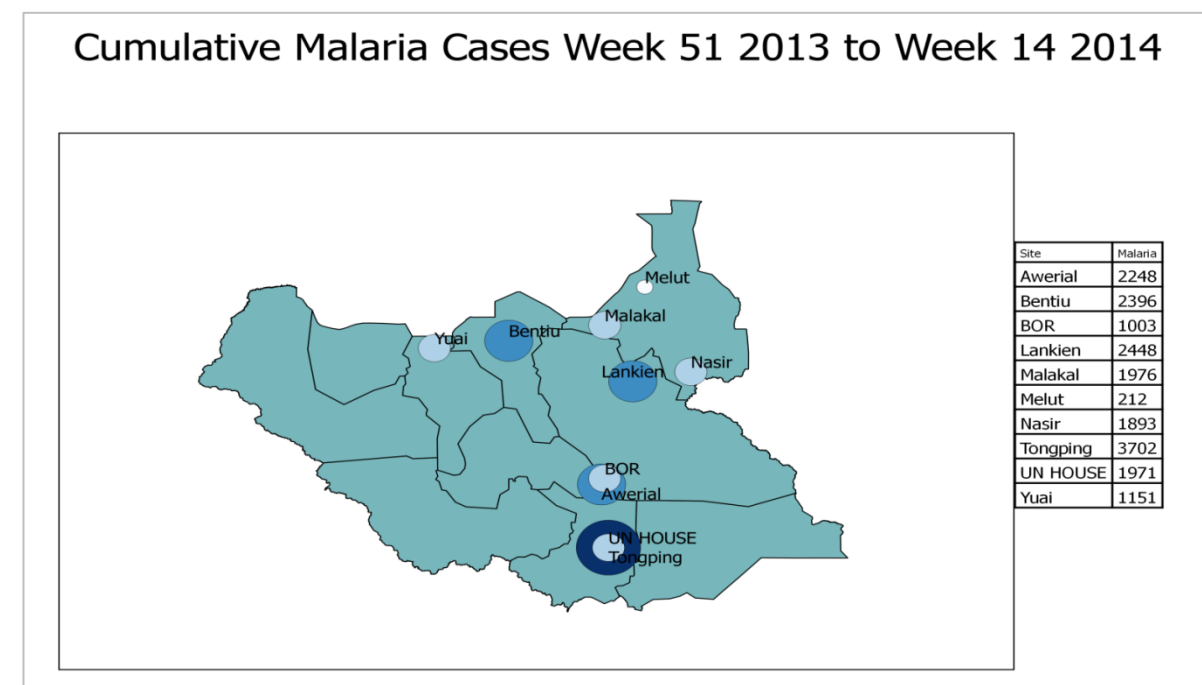 Cumulative Malaria Cases Week 51 2013 to Week 14 2014
Melut
Malakal
Yuai
Bentiu
Nasir
Lankien
BOR
Awerial
UN HOUSE
Tongping
Site Malaria
Awerial 2248
Bentiu 2396
BOR 1003
Lankien 2448
Malakal 1976
Melut 212
Nasir 1893
Tongping 3702
UN HOUSE 1971
Yuai 1151